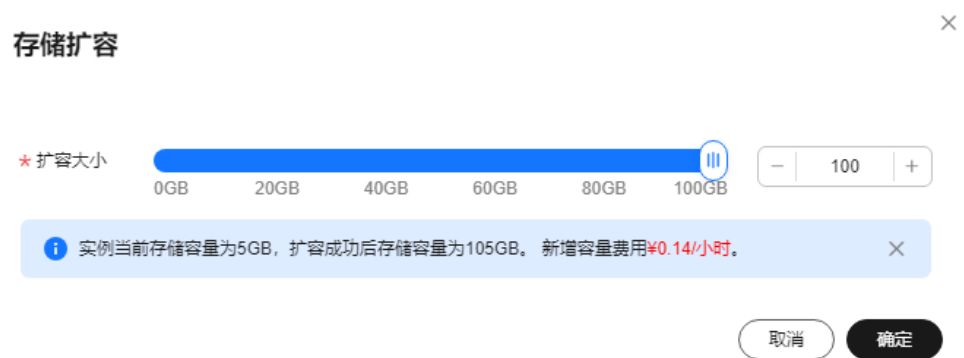 存储扩容
* 扩容大小
0GB 20GB 40GB 60GB 80GB 100GB
− 100 +
实例当前存储容量为5GB，扩容成功后存储容量为105GB。 新增容量费用¥0.14/小时。
取消 确定